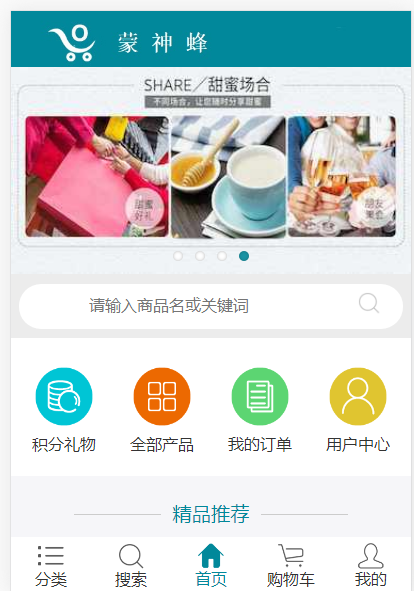 蒙神蜂
SHARE／甜蜜场合
不同场合，让您随时分享甜蜜
甜蜜
好礼
朋友
聚会
请输入商品名或关键词
积分礼物 全部产品 我的订单 用户中心
精品推荐
分类 搜索 首页 购物车 我的